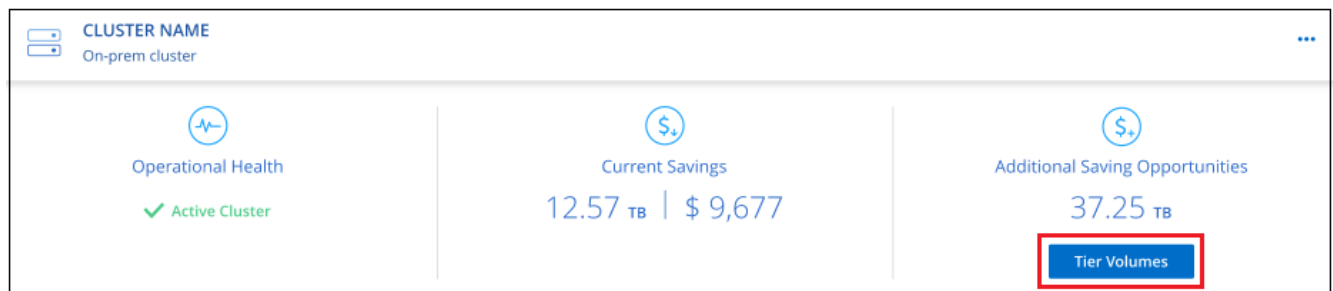 CLUSTER NAME
On-prem cluster
...
Operational Health
Active Cluster
Current Savings
12.57 TB | $ 9,677
Additional Saving Opportunities
37.25 TB
Tier Volumes